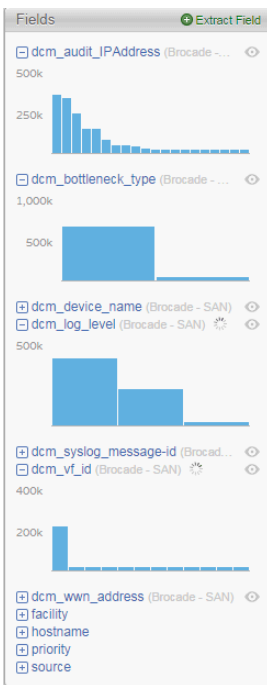 Fields Extract Field
dcm_audit_IPAddress (Brocade -...
500k
250k
dcm_bottleneck_type (Brocade - ...
1,000k
500k
dcm_device_name (Brocade - SAN)
dcm_log_level (Brocade - SAN)
500k
dcm_syslog_message-id (Brocad...
dcm_vf_id (Brocade - SAN)
400k
200k
dcm_wwn_address (Brocade - SAN)
facility
hostname
priority
source